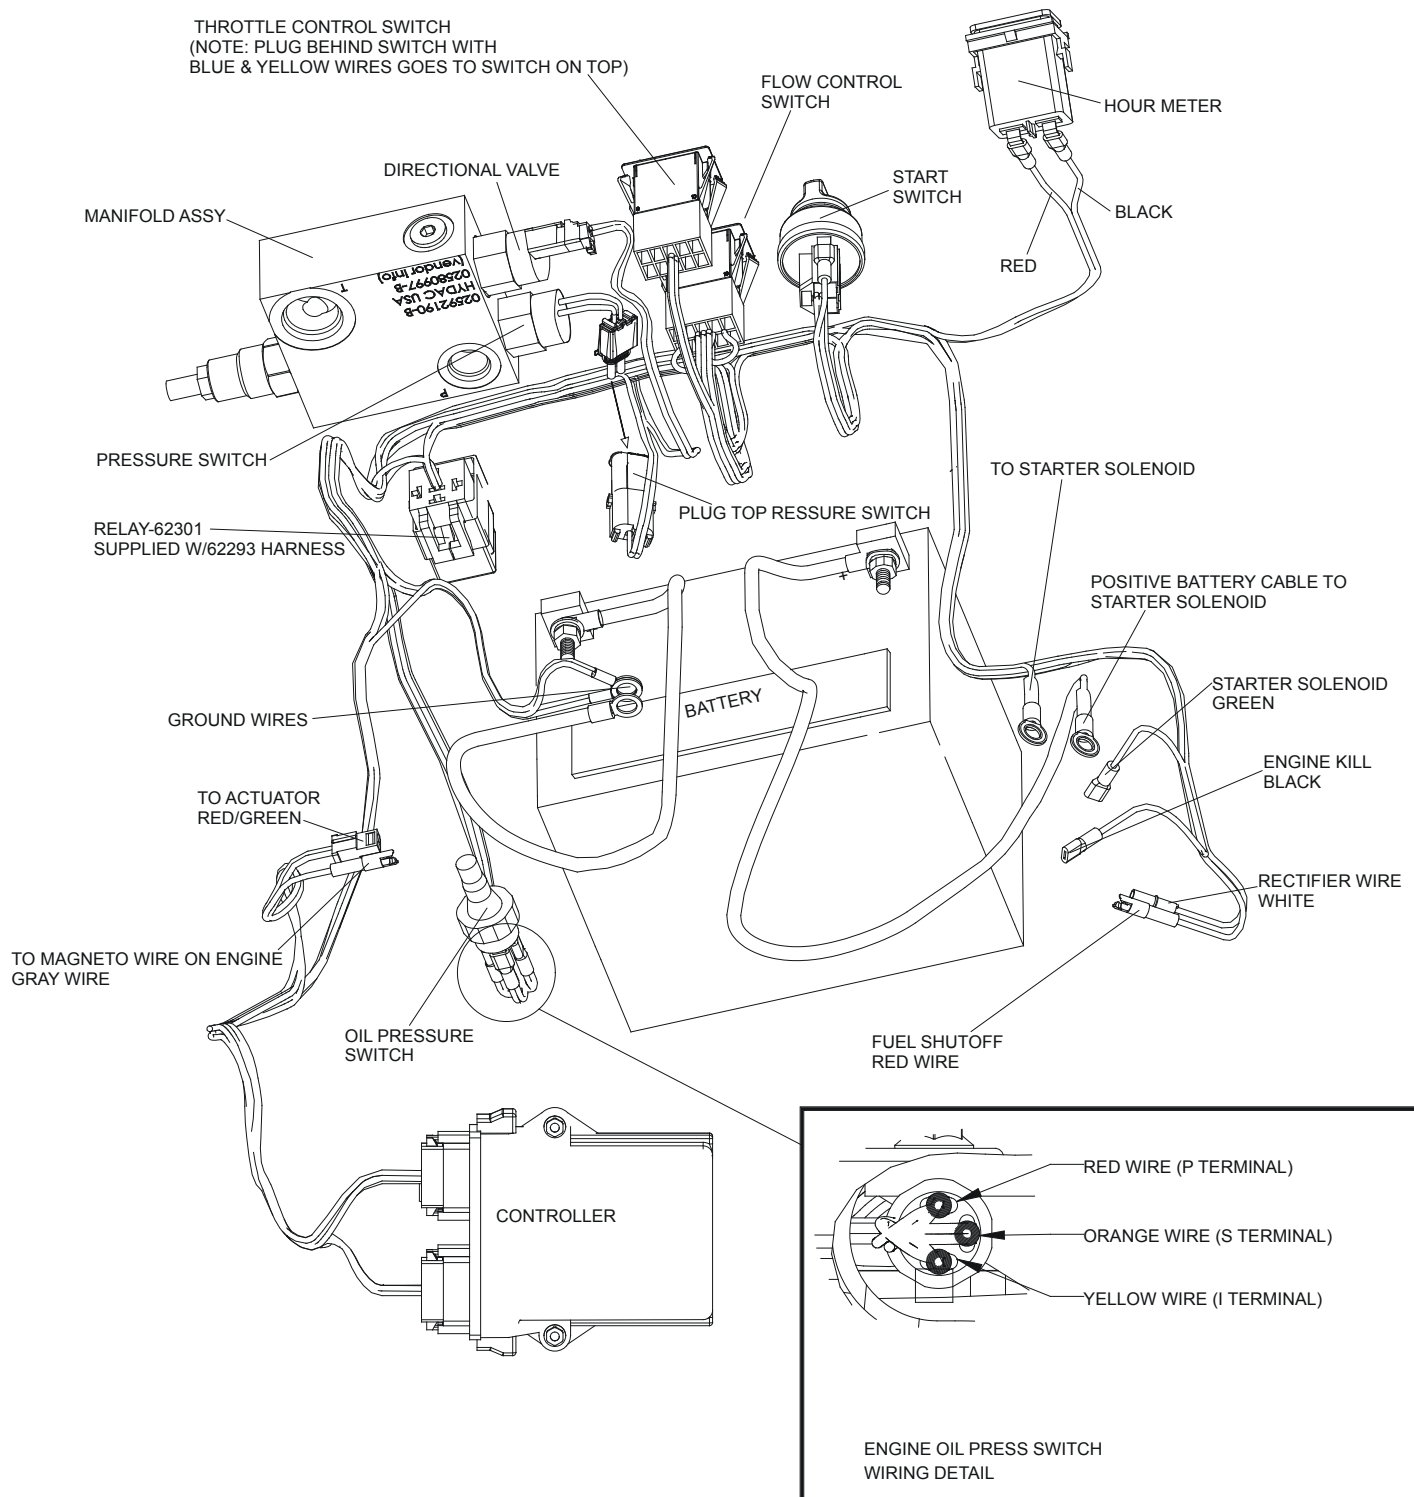 THROTTLE CONTROL SWITCH
(NOTE: PLUG BEHIND SWITCH WITH
BLUE & YELLOW WIRES GOES TO SWITCH ON TOP)
FLOW CONTROL
SWITCH
HOUR METER
DIRECTIONAL VALVE
START
SWITCH
MANIFOLD ASSY
BLACK
RED
T
02592190-B
HYDAC USA
02580997-B
(vendor info)
P
PRESSURE SWITCH
TO STARTER SOLENOID
PLUG TOP RESSURE SWITCH
RELAY-62301
SUPPLIED W/62293 HARNESS
+
POSITIVE BATTERY CABLE TO
STARTER SOLENOID
STARTER SOLENOID
GREEN
BATTERY
GROUND WIRES
ENGINE KILL
BLACK
TO ACTUATOR
RED/GREEN
RECTIFIER WIRE
WHITE
TO MAGNETO WIRE ON ENGINE
GRAY WIRE
OIL PRESSURE
SWITCH
FUEL SHUTOFF
RED WIRE
CONTROLLER
RED WIRE (P TERMINAL)
ORANGE WIRE (S TERMINAL)
YELLOW WIRE (I TERMINAL)
ENGINE OIL PRESS SWITCH
WIRING DETAIL